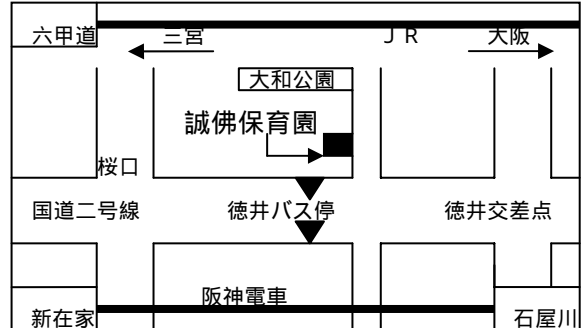 六甲道 三宮 ＪＲ 大阪
大和公園
誠佛保育園
桜口
国道二号線 徳井バス停 徳井交差点
阪神電車
新在家 石屋川